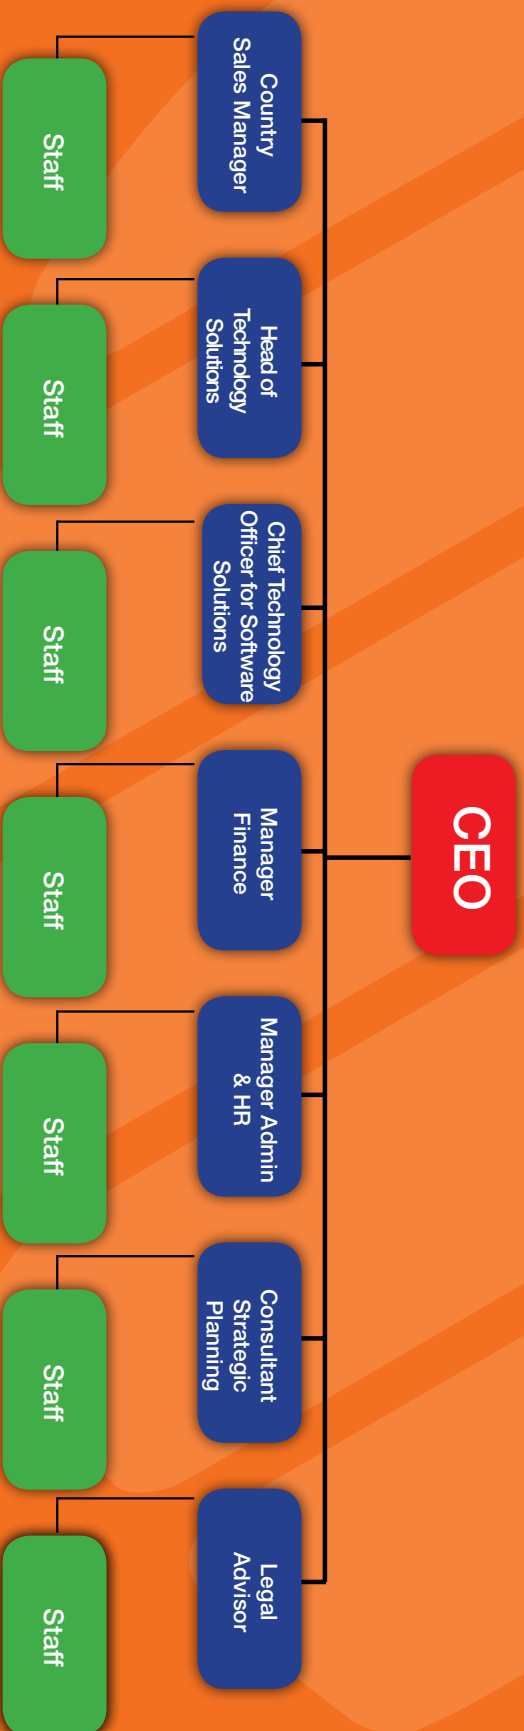 CEO
Country
Sales Manager
Head of
Technology
Solutions
Chief Technology
Officer for Software
Solutions
Manager
Finance
Manager Admin
& HR
Consultant
Strategic
Planning
Legal
Advisor
Staff
Staff
Staff
Staff
Staff
Staff
Staff